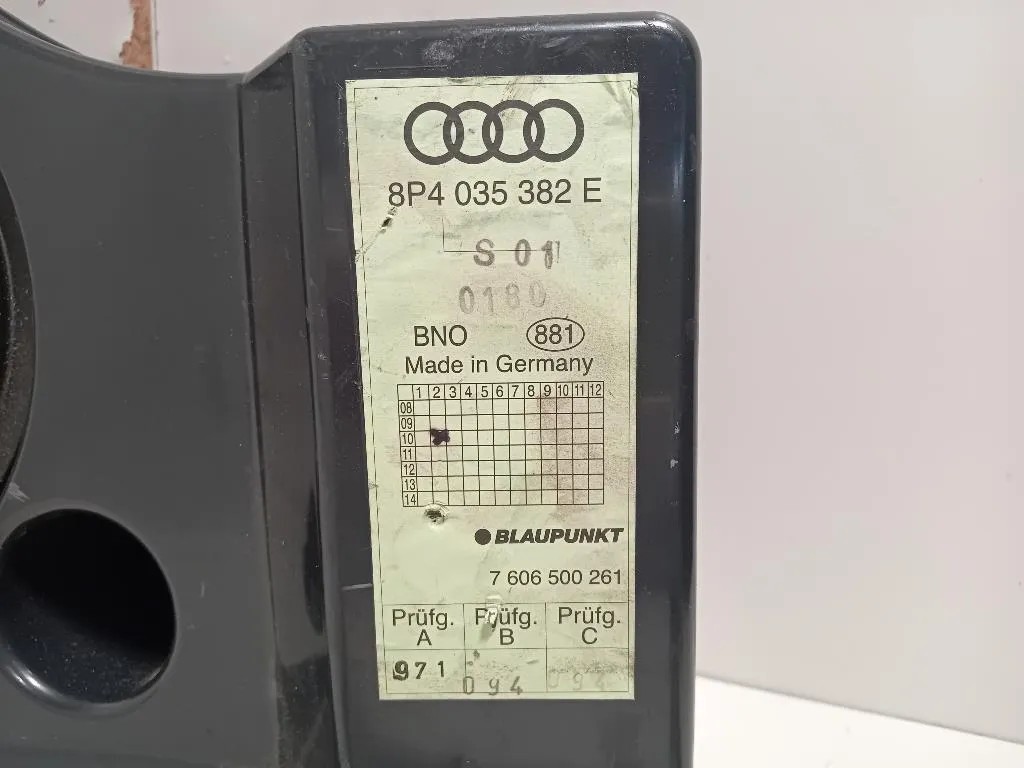 8P4 035 382 E
S 01
0180
BNO 881
Made in Germany
1 2 3 4 5 6 7 8 9 10 11 12
08
09
10
11
12
13
14
BLAUPUNKT
7 606 500 261
Prüfg. Prüfg. Prüfg.
A B C
971 094 094